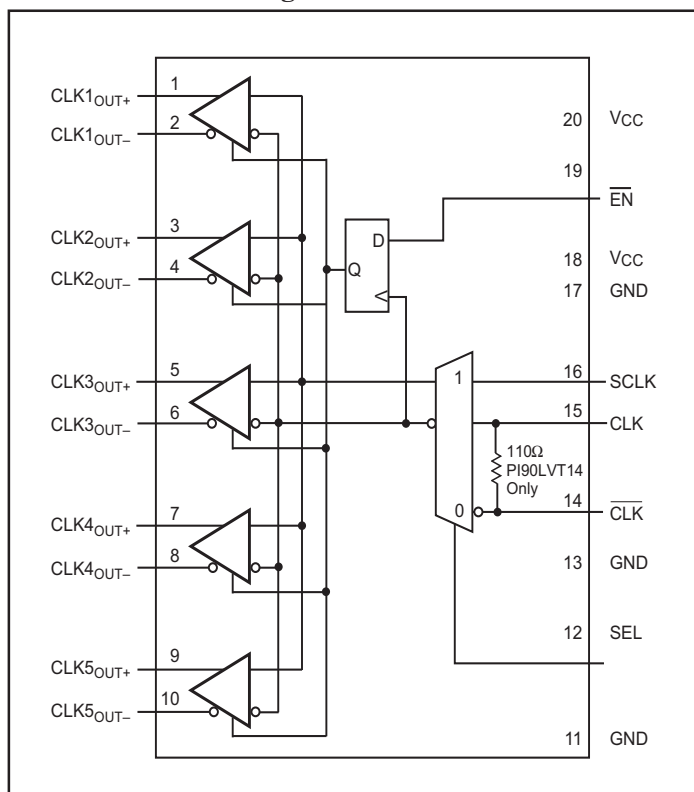 1
CLK1OUT+
2
CLK1OUT–
3
CLK2OUT+
4
CLK2OUT–
5
CLK3OUT+
6
CLK3OUT–
7
CLK4OUT+
8
CLK4OUT–
9
CLK5OUT+
10
CLK5OUT–
D
Q
1
0
110Ω
PI90LVT14
Only
20 VCC
19
E̅N̅
18 VCC
17 GND
16 SCLK
15 CLK
14 C̅L̅K̅
13 GND
12 SEL
11 GND